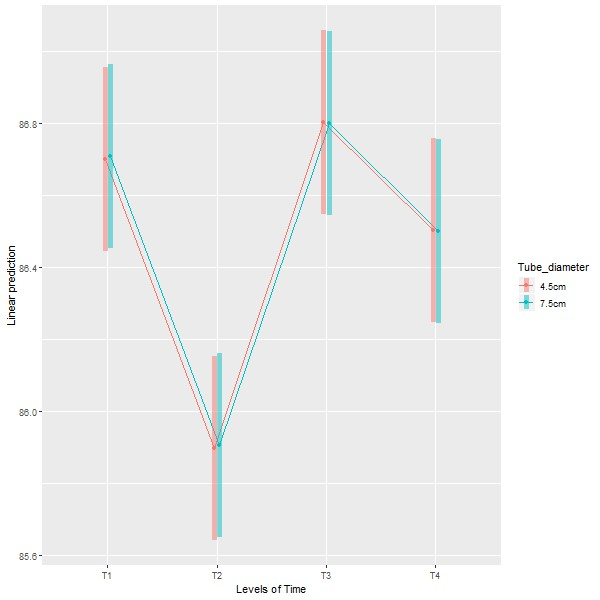 86.8
86.4
86.0
85.6
Linear prediction
T1 T2 T3 T4
Levels of Time
Tube_diameter
4.5cm
7.5cm